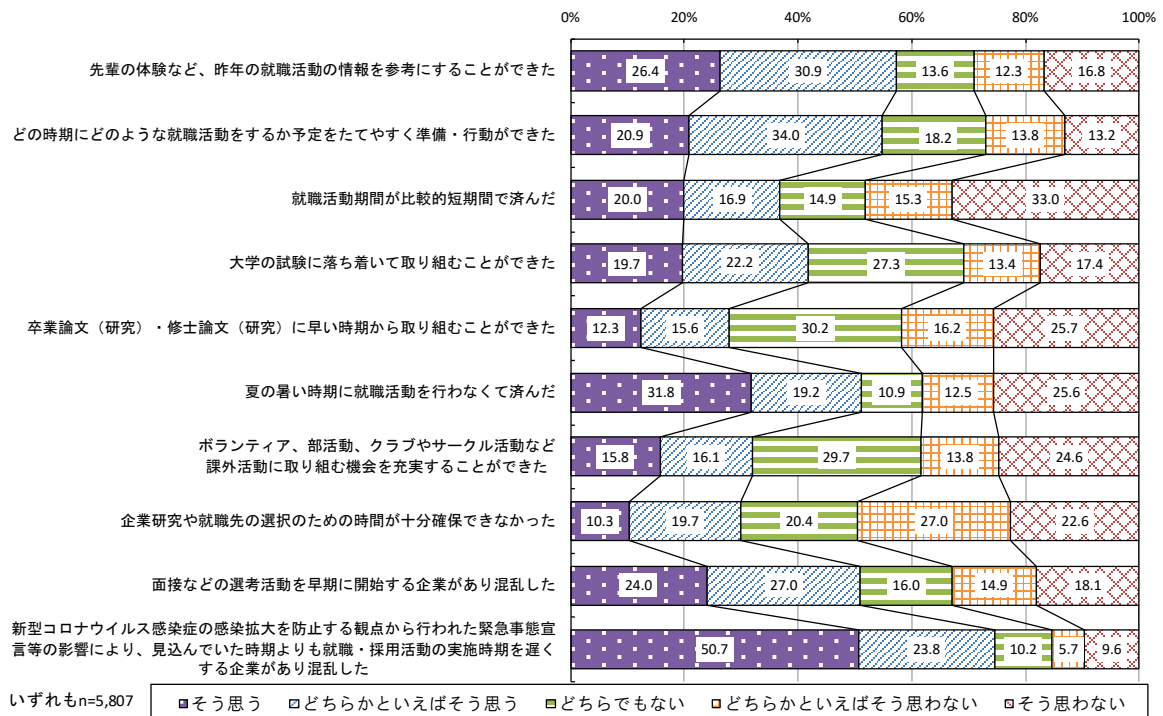 0% 20% 40% 60% 80% 100%
先輩の体験など、昨年の就職活動の情報を参考にすることができた 26.4 30.9 13.6 12.3 16.8
どの時期にどのような就職活動をするか予定をたてやすく準備・行動ができた 20.9 34.0 18.2 13.8 13.2
就職活動期間が比較的短期間で済んだ 20.0 16.9 14.9 15.3 33.0
大学の試験に落ち着いて取り組むことができた 19.7 22.2 27.3 13.4 17.4
卒業論文（研究）・修士論文（研究）に早い時期から取り組むことができた 12.3 15.6 30.2 16.2 25.7
夏の暑い時期に就職活動を行わなくて済んだ 31.8 19.2 10.9 12.5 25.6
ボランティア、部活動、クラブやサークル活動など
課外活動に取り組む機会を充実することができた 15.8 16.1 29.7 13.8 24.6
企業研究や就職先の選択のための時間が十分確保できなかった 10.3 19.7 20.4 27.0 22.6
面接などの選考活動を早期に開始する企業があり混乱した 24.0 27.0 16.0 14.9 18.1
新型コロナウイルス感染症の感染拡大を防止する観点から行われた緊急事態宣
言等の影響により、見込んでいた時期よりも就職・採用活動の実施時期を遅く
する企業があり混乱した 50.7 23.8 10.2 5.7 9.6
いずれもn=5,807 そう思う どちらかといえばそう思う どちらでもない どちらかといえばそう思わない そう思わない